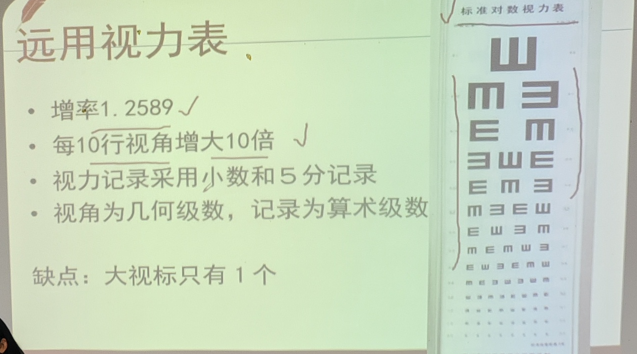 远用视力表
• 增率1.2589
• 每10行视角增大10倍
• 视力记录采用小数和５分记录
• 视角为几何级数，记录为算术级数
缺点：大视标只有１个
标准对数视力表